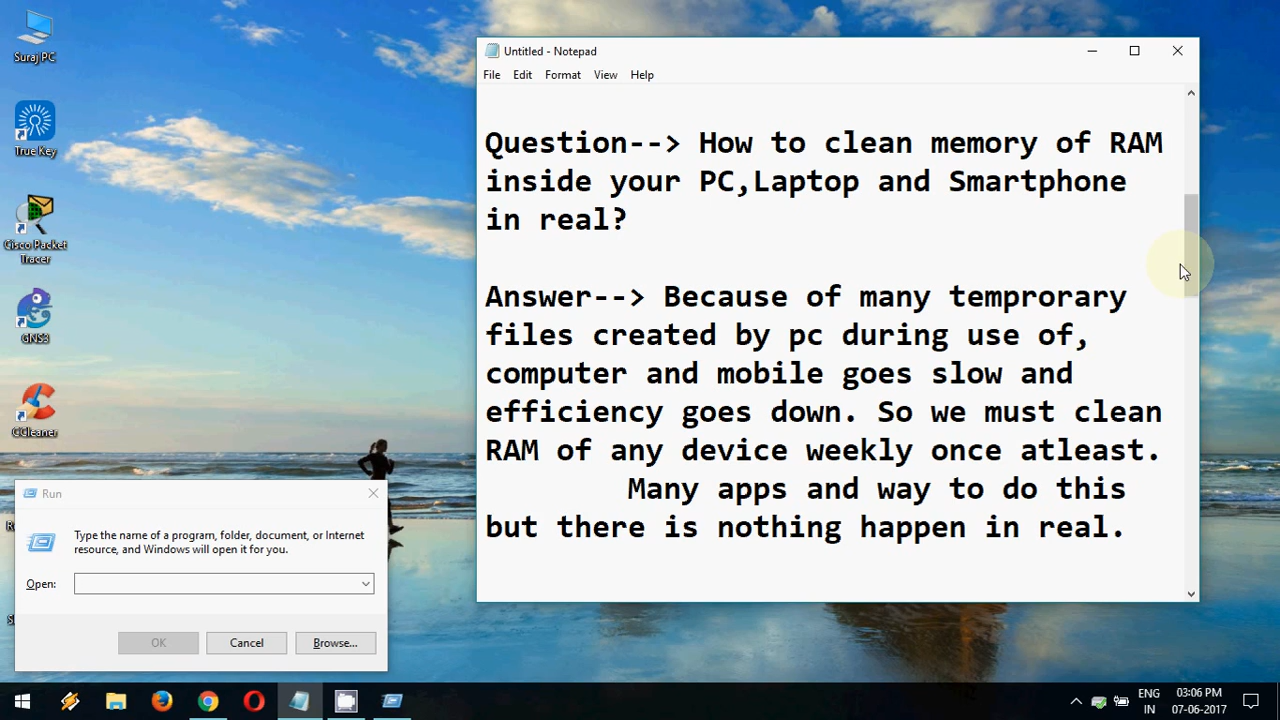 Suraj PC
True Key
Cisco Packet
Tracer
GNS3
CCleaner
Untitled - Notepad
File Edit Format View Help
Question--> How to clean memory of RAM
inside your PC,Laptop and Smartphone
in real?
Answer--> Because of many temprorary
files created by pc during use of,
computer and mobile goes slow and
efficiency goes down. So we must clean
RAM of any device weekly once atleast.
Many apps and way to do this
but there is nothing happen in real.
Run
Type the name of a program, folder, document, or Internet
resource, and Windows will open it for you.
Open:
OK Cancel Browse...
ENG 03:06 PM
IN 07-06-2017